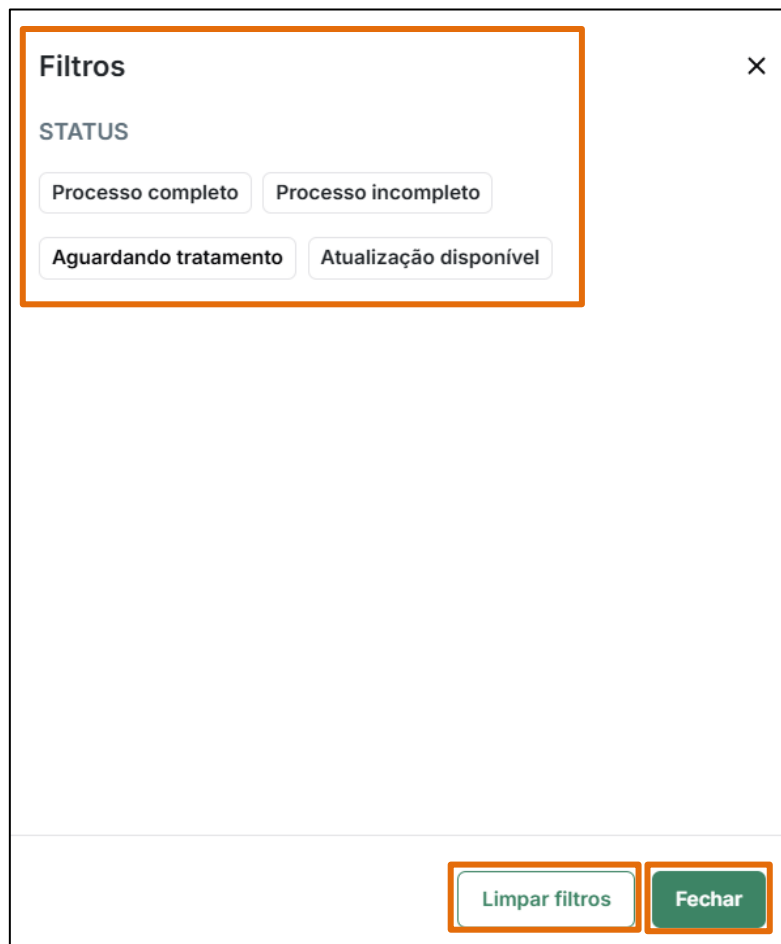 Filtros
STATUS
Processo completo Processo incompleto
Aguardando tratamento Atualização disponível
Limpar filtros Fechar